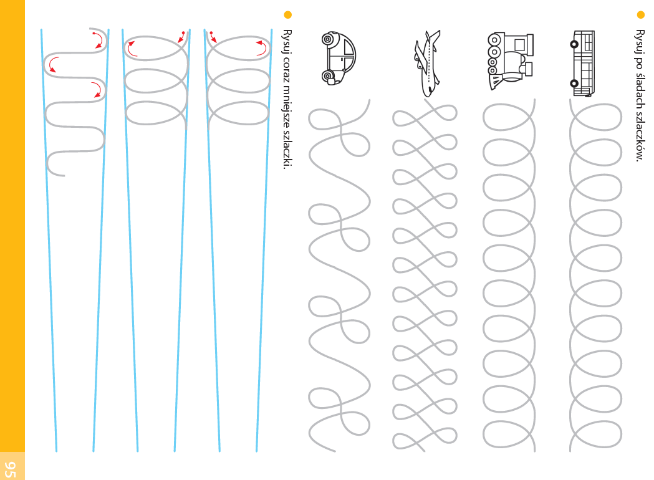 Rysuj po śladach szlaczków.
Rysuj coraz mniejsze szlaczki.
95